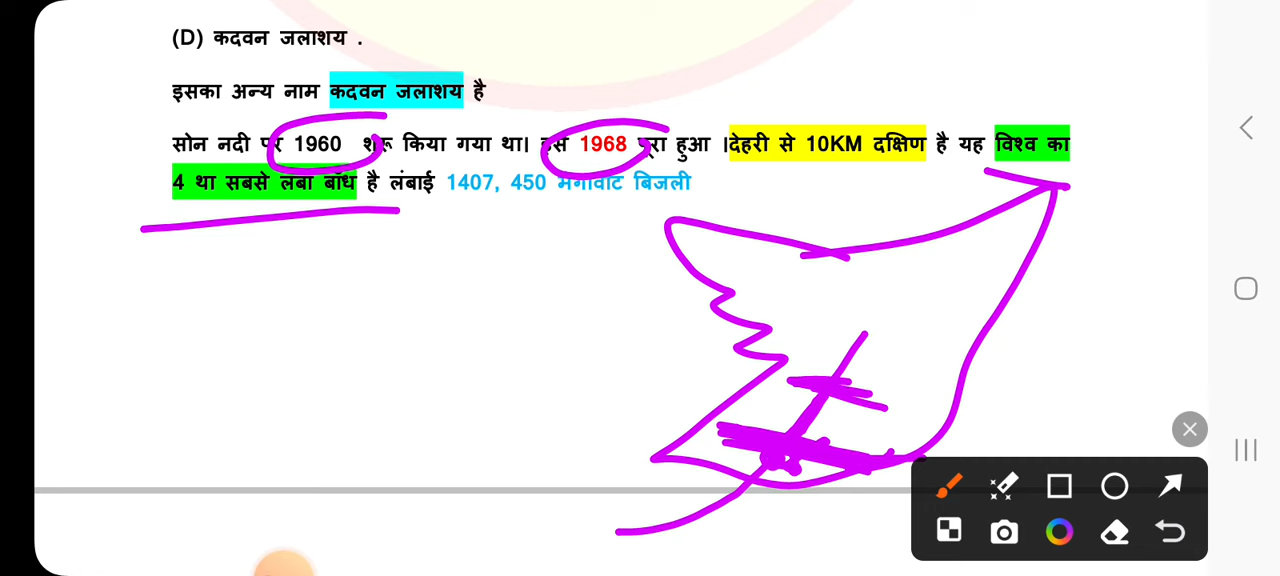 (D) कदवन जलाशय .
इसका अन्य नाम कदवन जलाशय है
सोन नदी पर 1960 शुरू किया गया था। इसे 1968 पूरा हुआ ।देहरी से 10KM दक्षिण है यह विश्व का
4 था सबसे लंबा बाँध है लंबाई 1407, 450 मेगावाट बिजली